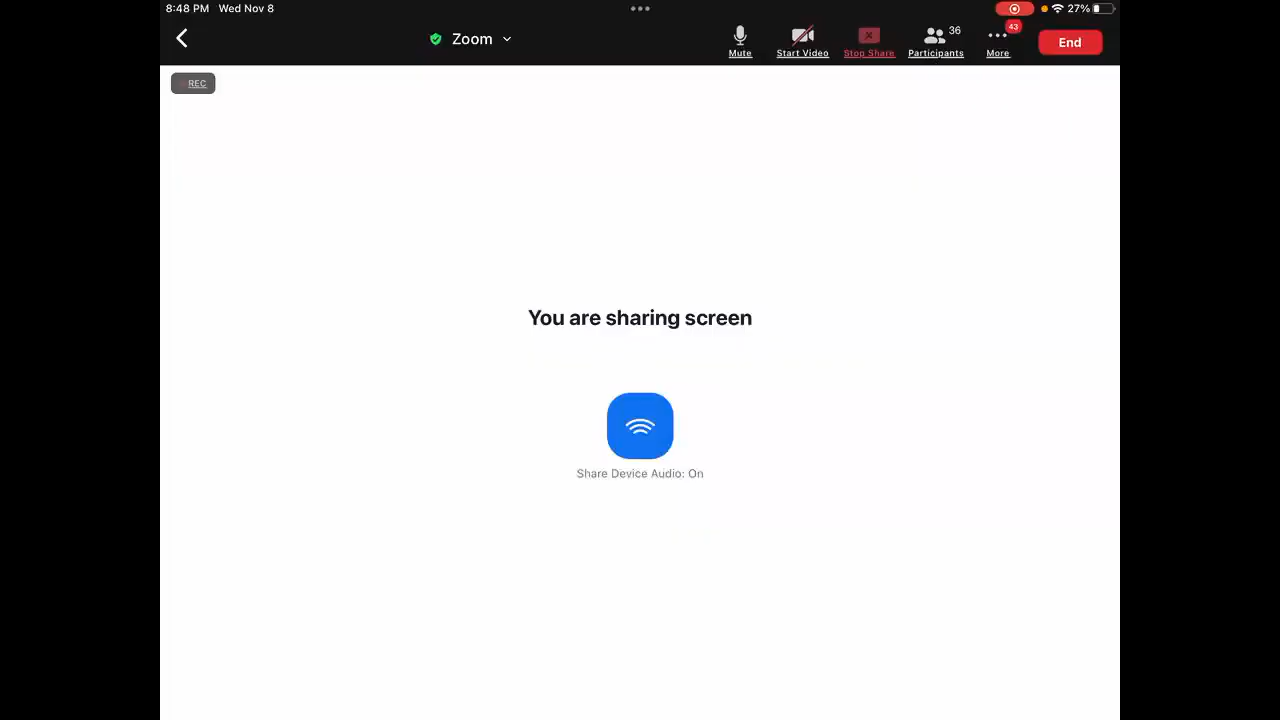 8:48 PM Wed Nov 8
27%
Zoom
Mute
Start Video
Stop Share
36
Participants
43
More
End
REC
You are sharing screen
Share Device Audio: On